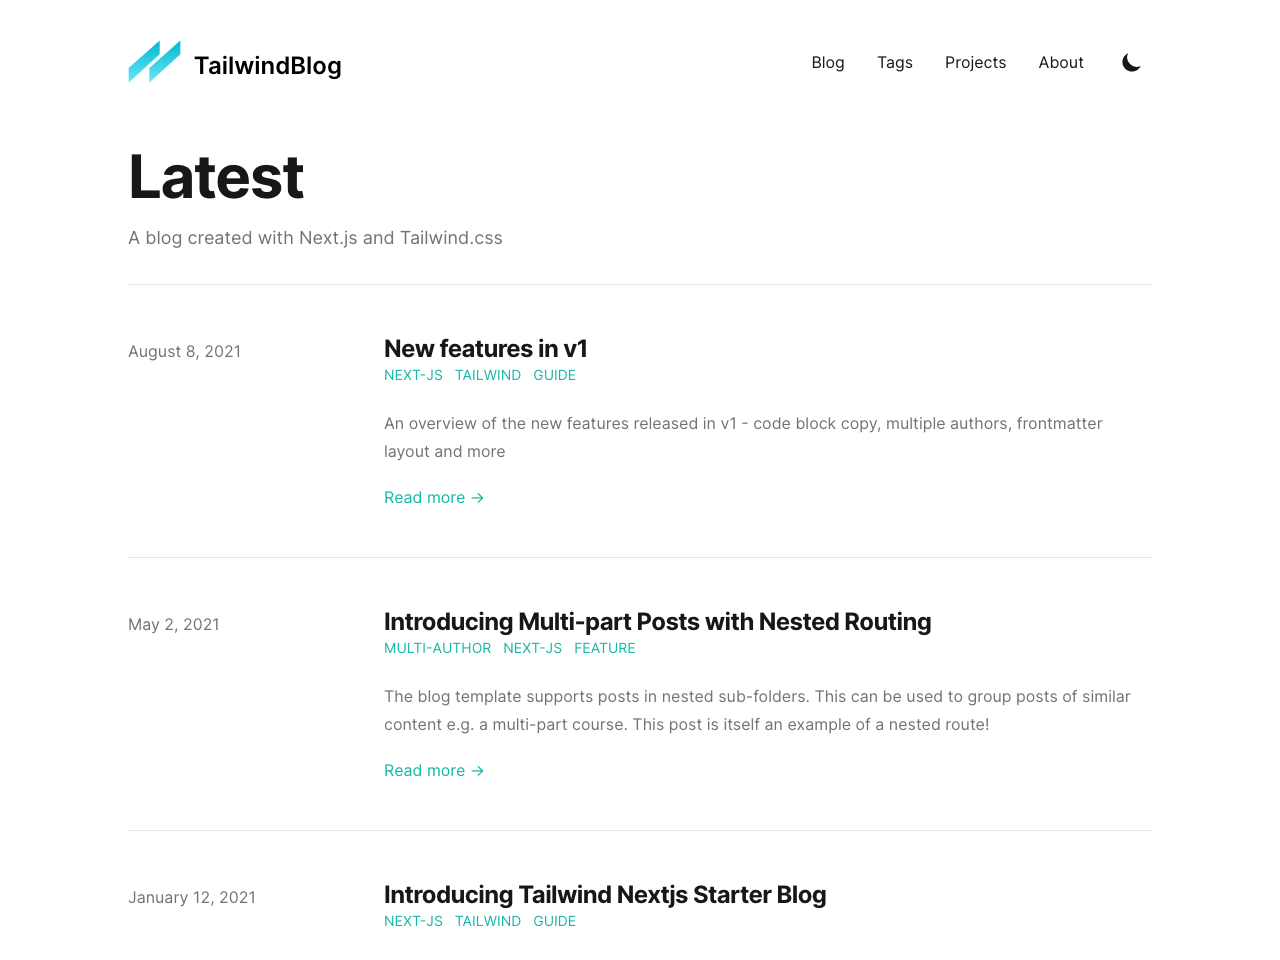 TailwindBlog
Blog Tags Projects About
Latest
A blog created with Next.js and Tailwind.css
August 8, 2021
New features in v1
NEXT-JS TAILWIND GUIDE
An overview of the new features released in v1 - code block copy, multiple authors, frontmatter
layout and more
Read more →
May 2, 2021
Introducing Multi-part Posts with Nested Routing
MULTI-AUTHOR NEXT-JS FEATURE
The blog template supports posts in nested sub-folders. This can be used to group posts of similar
content e.g. a multi-part course. This post is itself an example of a nested route!
Read more →
January 12, 2021
Introducing Tailwind Nextjs Starter Blog
NEXT-JS TAILWIND GUIDE